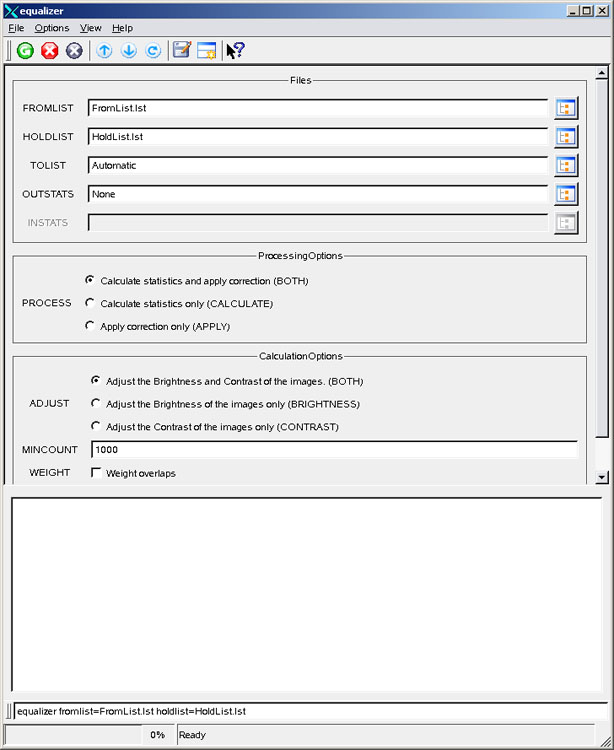 equalizer
File Options View Help
Files
FROMLIST FromList.lst
HOLDLIST HoldList.lst
TOLIST Automatic
OUTSTATS None
INSTATS
ProcessingOptions
Calculate statistics and apply correction (BOTH)
PROCESS Calculate statistics only (CALCULATE)
Apply correction only (APPLY)
CalculationOptions
Adjust the Brightness and Contrast of the images. (BOTH)
ADJUST Adjust the Brightness of the images only (BRIGHTNESS)
Adjust the Contrast of the images only (CONTRAST)
MINCOUNT 1000
WEIGHT Weight overlaps
equalizer fromlist=FromList.lst holdlist=HoldList.lst
0% Ready